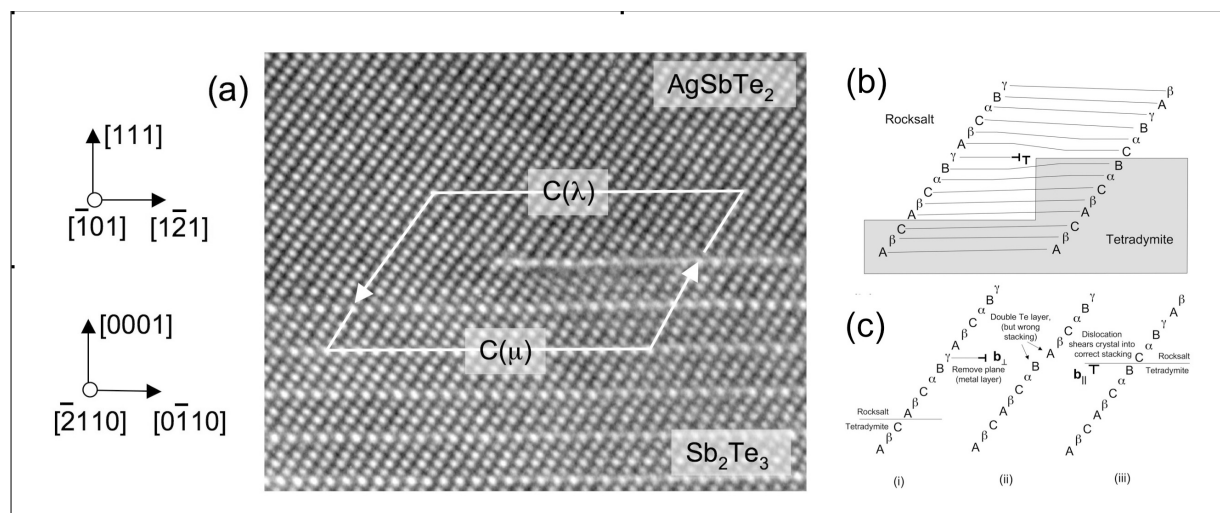 (a)
AgSbTe₂
C(λ)
C(μ)
Sb₂Te₃
[111]
[1̄01]
[12̄1]
[0001]
[2̄110]
[01̄10]
(b)
Rocksalt
γ
B
α
C
β
A
γ
B
α
C
β
A
C
β
A
β
A
γ
B
α
C
B
α
C
β
A
C
β
A
Tetradymite
(c)
γ
B
α
C
β
A
γ
B
α
C
β
A
C
β
A
b⊥
Remove plane
(metal layer)
Rocksalt
Tetradymite
(i)
Double Te layer,
(but wrong
stacking)
γ
B
α
C
β
A
B
α
C
β
A
C
β
A
(ii)
Dislocation
shears crystal into
correct stacking
b||
β
A
γ
B
α
C
B
α
C
β
A
C
β
A
Rocksalt
Tetradymite
(iii)